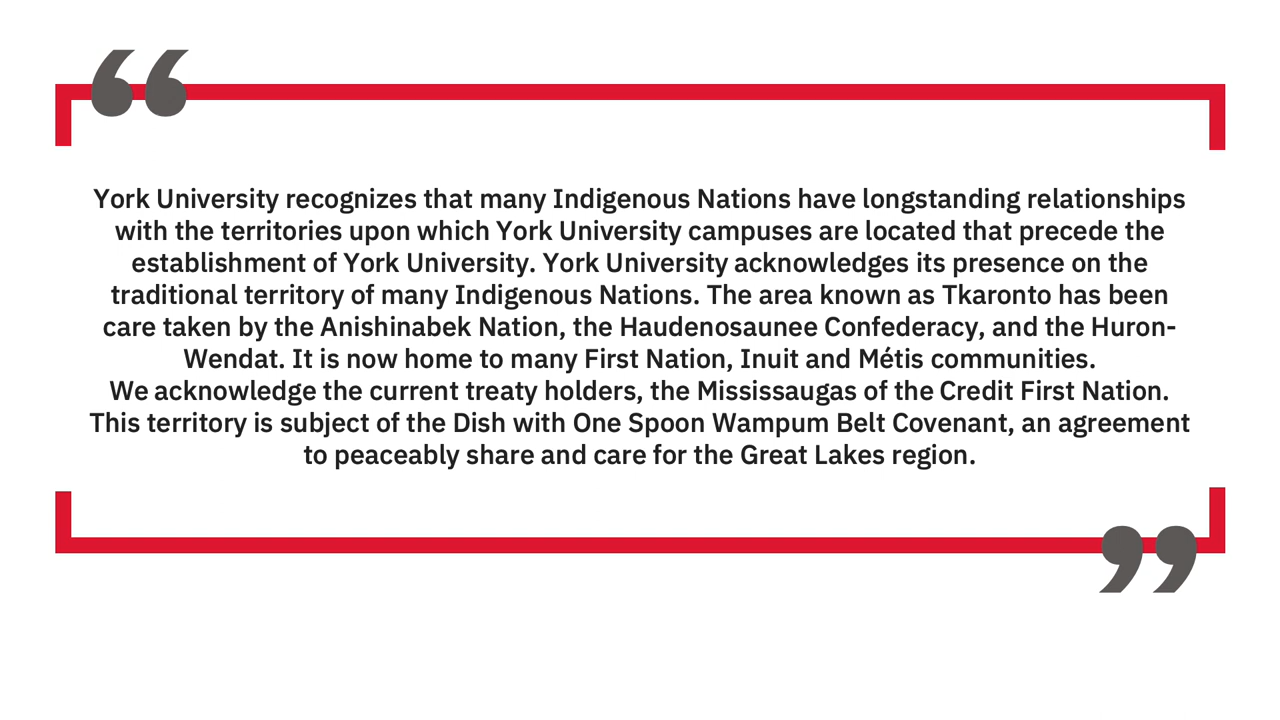 York University recognizes that many Indigenous Nations have longstanding relationships
with the territories upon which York University campuses are located that precede the
establishment of York University. York University acknowledges its presence on the
traditional territory of many Indigenous Nations. The area known as Tkaronto has been
care taken by the Anishinabek Nation, the Haudenosaunee Confederacy, and the Huron-
Wendat. It is now home to many First Nation, Inuit and Métis communities.
We acknowledge the current treaty holders, the Mississaugas of the Credit First Nation.
This territory is subject of the Dish with One Spoon Wampum Belt Covenant, an agreement
to peaceably share and care for the Great Lakes region.